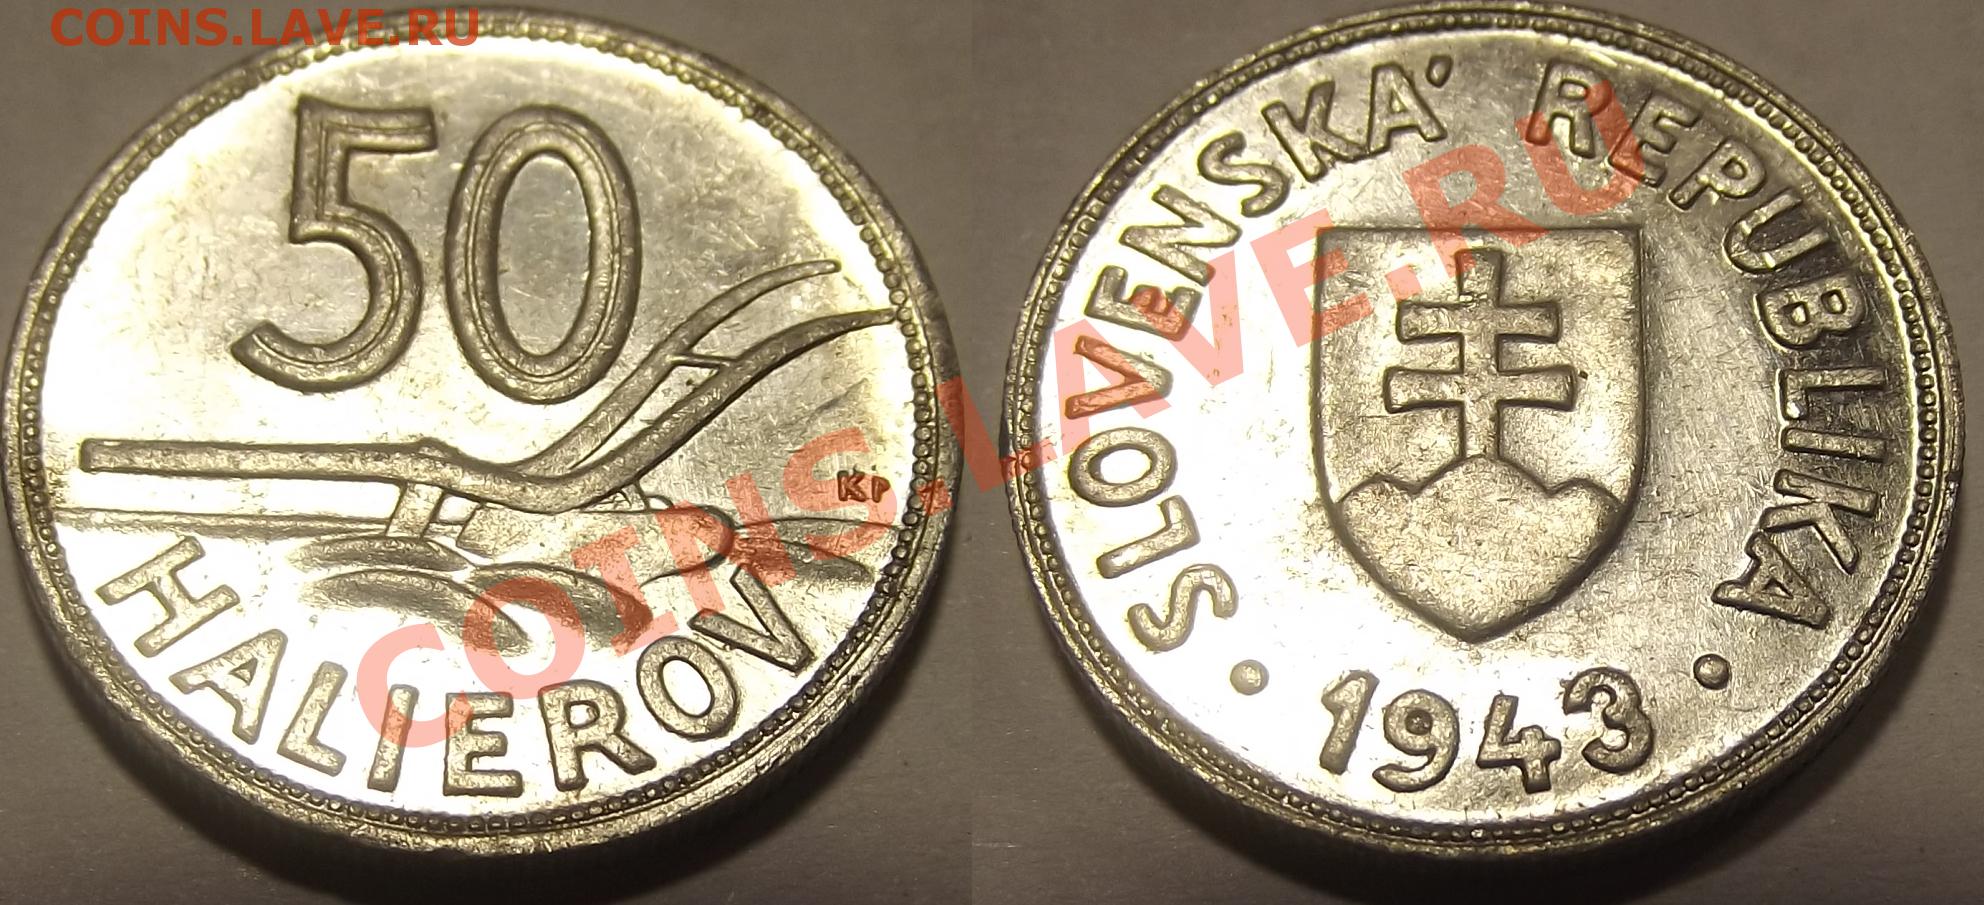 COINS.LAVE.RU
50
KP
HALIEROV
SLOVENSKÁ REPUBLIKA
• 1943 •
COINS.LAVE.RU